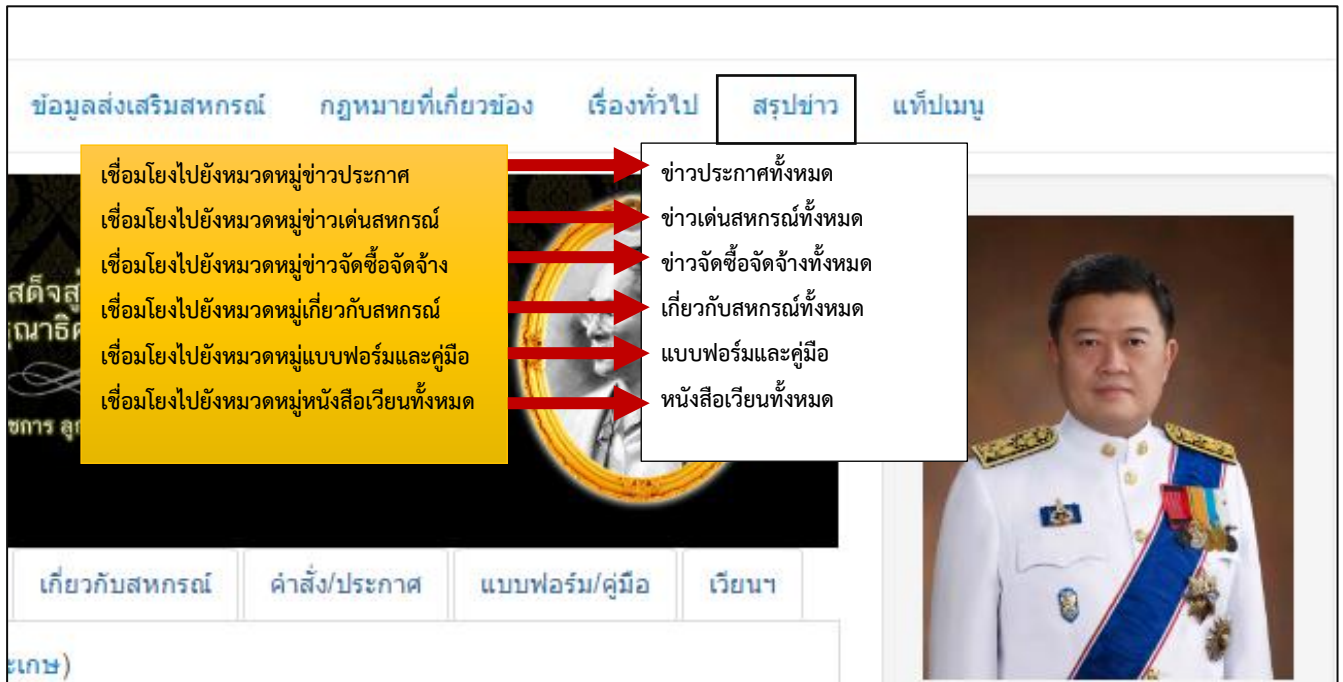 ข้อมูลส่งเสริมสหกรณ์ กฎหมายที่เกี่ยวข้อง เรื่องทั่วไป สรุปข่าว แท็ปเมนู
เชื่อมโยงไปยังหมวดหมู่ข่าวประกาศ
เชื่อมโยงไปยังหมวดหมู่ข่าวเด่นสหกรณ์
เชื่อมโยงไปยังหมวดหมู่ข่าวจัดซื้อจัดจ้าง
เชื่อมโยงไปยังหมวดหมู่เกี่ยวกับสหกรณ์
เชื่อมโยงไปยังหมวดหมู่แบบฟอร์มและคู่มือ
เชื่อมโยงไปยังหมวดหมู่หนังสือเวียนทั้งหมด
ข่าวประกาศทั้งหมด
ข่าวเด่นสหกรณ์ทั้งหมด
ข่าวจัดซื้อจัดจ้างทั้งหมด
เกี่ยวกับสหกรณ์ทั้งหมด
แบบฟอร์มและคู่มือ
หนังสือเวียนทั้งหมด
เกี่ยวกับสหกรณ์ คำสั่ง/ประกาศ แบบฟอร์ม/คู่มือ เวียนฯ